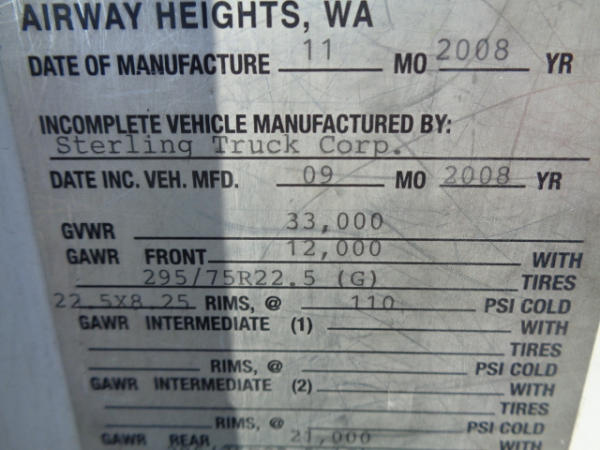 AIRWAY HEIGHTS, WA
DATE OF MANUFACTURE 11 MO 2008 YR
INCOMPLETE VEHICLE MANUFACTURED BY:
Sterling Truck Corp.
DATE INC. VEH. MFD. 09 MO 2008 YR
GVWR 33,000
GAWR FRONT 12,000 WITH
295/75R22.5 (G) TIRES
22.5X8.25 RIMS, @ 110 PSI COLD
GAWR INTERMEDIATE (1) WITH
TIRES
RIMS, @ PSI COLD
GAWR INTERMEDIATE (2) WITH
TIRES
RIMS, @ PSI COLD
GAWR REAR 21,000 WITH